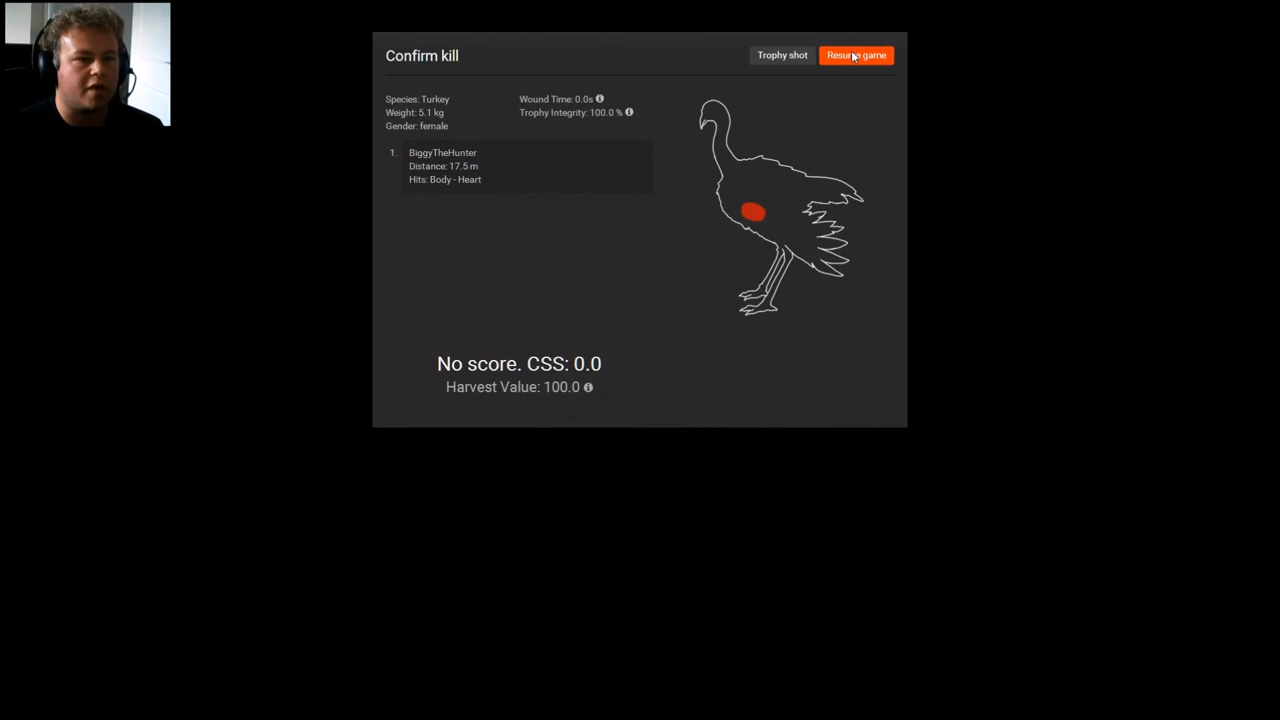 Confirm kill
Trophy shot
Resume game
Species: Turkey
Weight: 5.1 kg
Gender: female
Wound Time: 0.0s
Trophy Integrity: 100.0 %
1. BiggyTheHunter
Distance: 17.5 m
Hits: Body - Heart
No score. CSS: 0.0
Harvest Value: 100.0